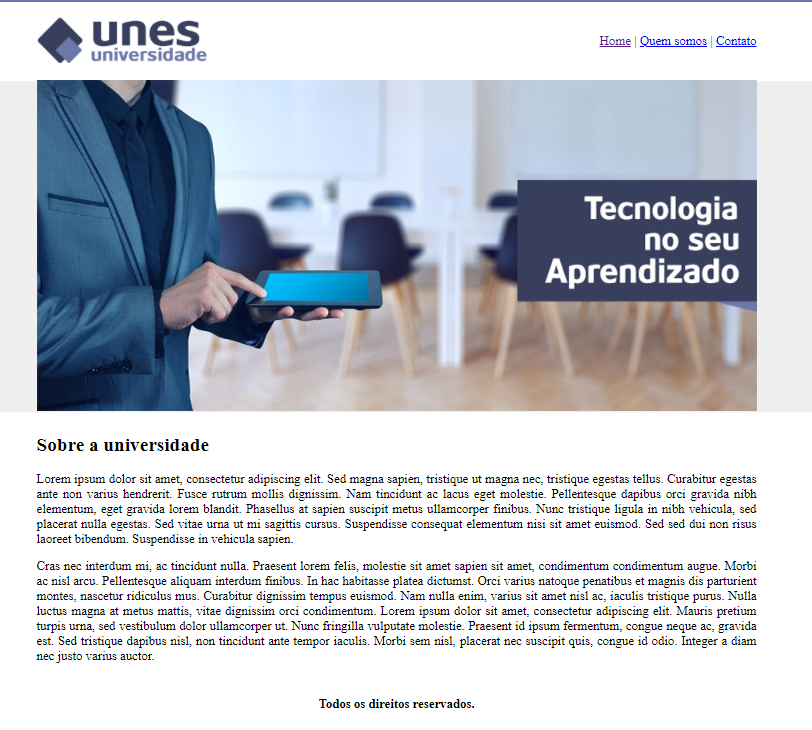 unes
universidade
Home | Quem somos | Contato
Tecnologia
no seu
Aprendizado
Sobre a universidade
Lorem ipsum dolor sit amet, consectetur adipiscing elit. Sed magna sapien, tristique ut magna nec, tristique egestas tellus. Curabitur egestas
ante non varius hendrerit. Fusce rutrum mollis dignissim. Nam tincidunt ac lacus eget molestie. Pellentesque dapibus orci gravida nibh
elementum, eget gravida lorem blandit. Phasellus at sapien suscipit metus ullamcorper finibus. Nunc tristique ligula in nibh vehicula, sed
placerat nulla egestas. Sed vitae urna ut mi sagittis cursus. Suspendisse consequat elementum nisi sit amet euismod. Sed sed dui non risus
laoreet bibendum. Suspendisse in vehicula sapien.
Cras nec interdum mi, ac tincidunt nulla. Praesent lorem felis, molestie sit amet sapien sit amet, condimentum condimentum augue. Morbi
ac nisl arcu. Pellentesque aliquam interdum finibus. In hac habitasse platea dictumst. Orci varius natoque penatibus et magnis dis parturient
montes, nascetur ridiculus mus. Curabitur dignissim tempus euismod. Nam nulla enim, varius sit amet nisl ac, iaculis tristique purus. Nulla
luctus magna at metus mattis, vitae dignissim orci condimentum. Lorem ipsum dolor sit amet, consectetur adipiscing elit. Mauris pretium
turpis urna, sed vestibulum dolor ullamcorper ut. Nunc fringilla vulputate molestie. Praesent id ipsum fermentum, congue neque ac, gravida
est. Sed tristique dapibus nisl, non tincidunt ante tempor iaculis. Morbi sem nisl, placerat nec suscipit quis, congue id odio. Integer a diam
nec justo varius auctor.
Todos os direitos reservados.